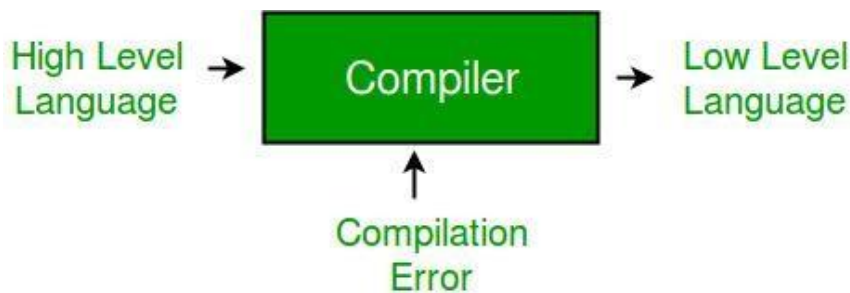 High Level
Language
Compiler
Low Level
Language
Compilation
Error